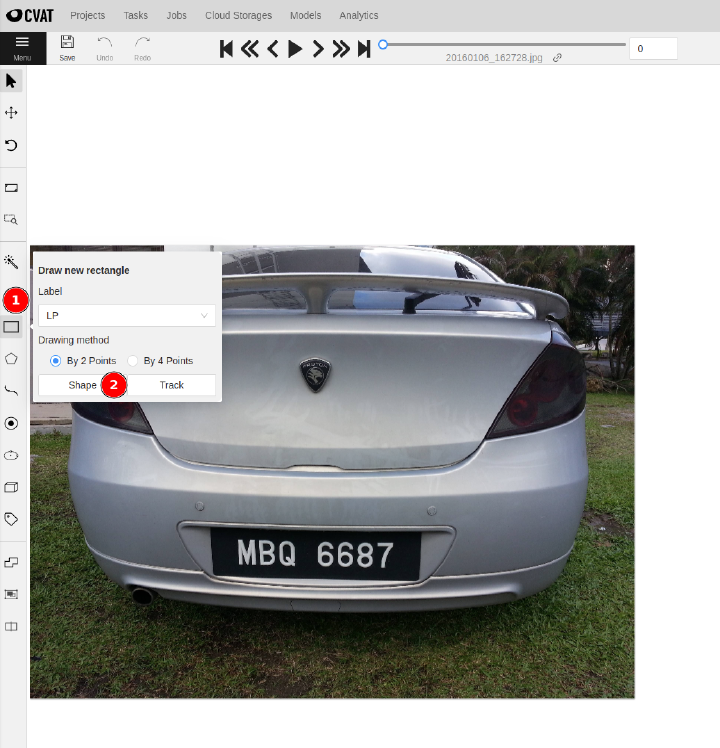 CVAT Projects Tasks Jobs Cloud Storages Models Analytics
Menu Save Undo Redo 0
20160106_162728.jpg
Draw new rectangle
1
Label
LP
Drawing method
By 2 Points By 4 Points
Shape 2 Track
PROTON
MBQ 6687